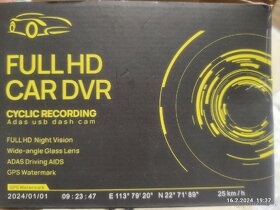 FULL HD
CAR DVR
CYCLIC RECORDING
Adas usb dash cam
FULL HD Night Vision
Wide-angle Glass Lens
ADAS Driving AIDS
GPS Watermark
GPS Watermark
2024/01/01 09:23:47 E 113° 79' 20" N 22° 71' 89" 25 km/h
16.2.2024 19:32